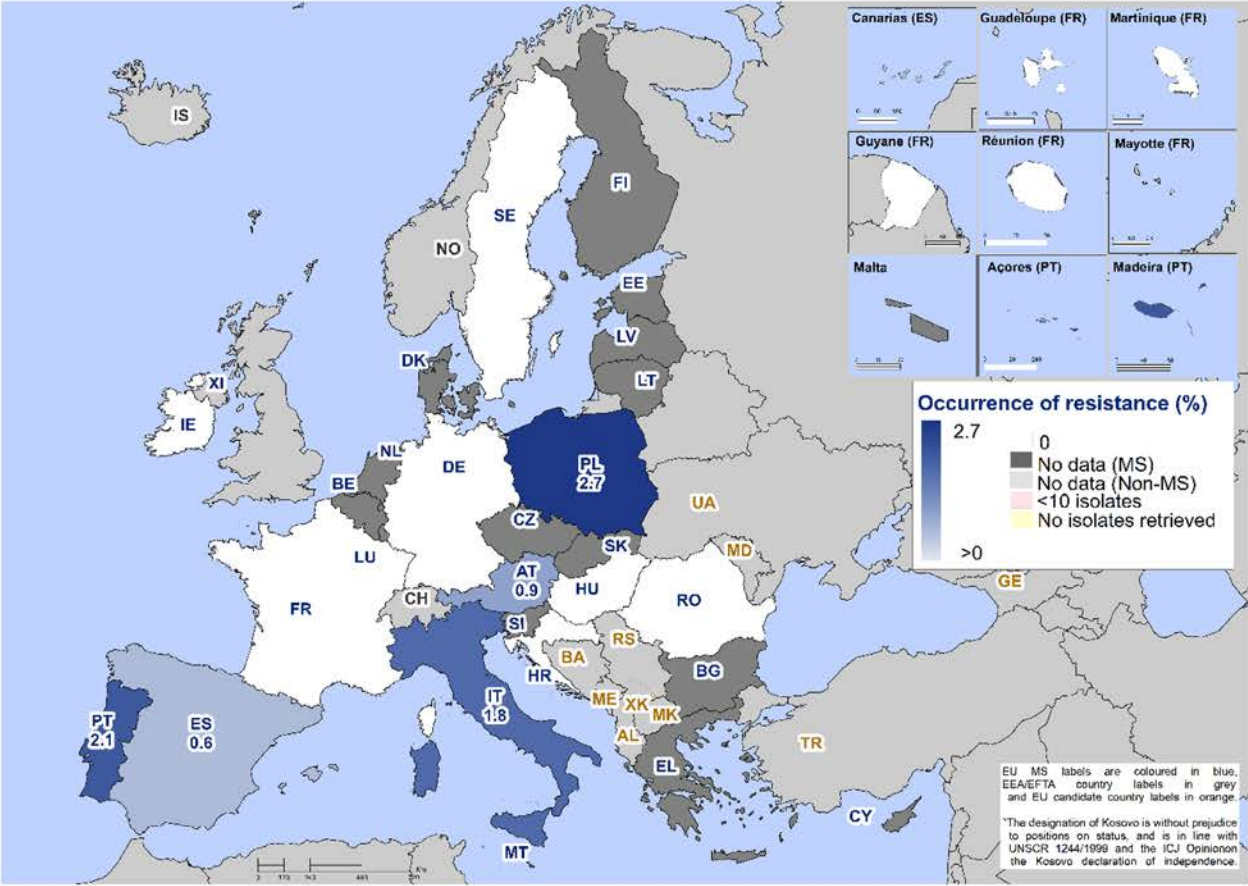 Canarias (ES)
Guadeloupe (FR)
Martinique (FR)
Guyane (FR)
Réunion (FR)
Mayotte (FR)
Malta
Açores (PT)
Madeira (PT)
IS
FI
SE
NO
EE
LV
DK
LT
XI
IE
NL
DE
PL
2.7
BE
UA
CZ
SK
MD
LU
AT
0.9
HU
CH
RO
GE
FR
SI
RS
BA
HR
BG
ME
XK
MK
IT
1.8
AL
PT
2.1
ES
0.6
TR
EL
CY
MT
Occurrence of resistance (%)
2.7
>0
0
No data (MS)
No data (Non-MS)
<10 isolates
No isolates retrieved
EU MS labels are coloured in blue,
EEA/EFTA country labels in grey
and EU candidate country labels in orange.
*The designation of Kosovo is without prejudice
to positions on status, and is in line with
UNSCR 1244/1999 and the ICJ Opinionon
the Kosovo declaration of independence.